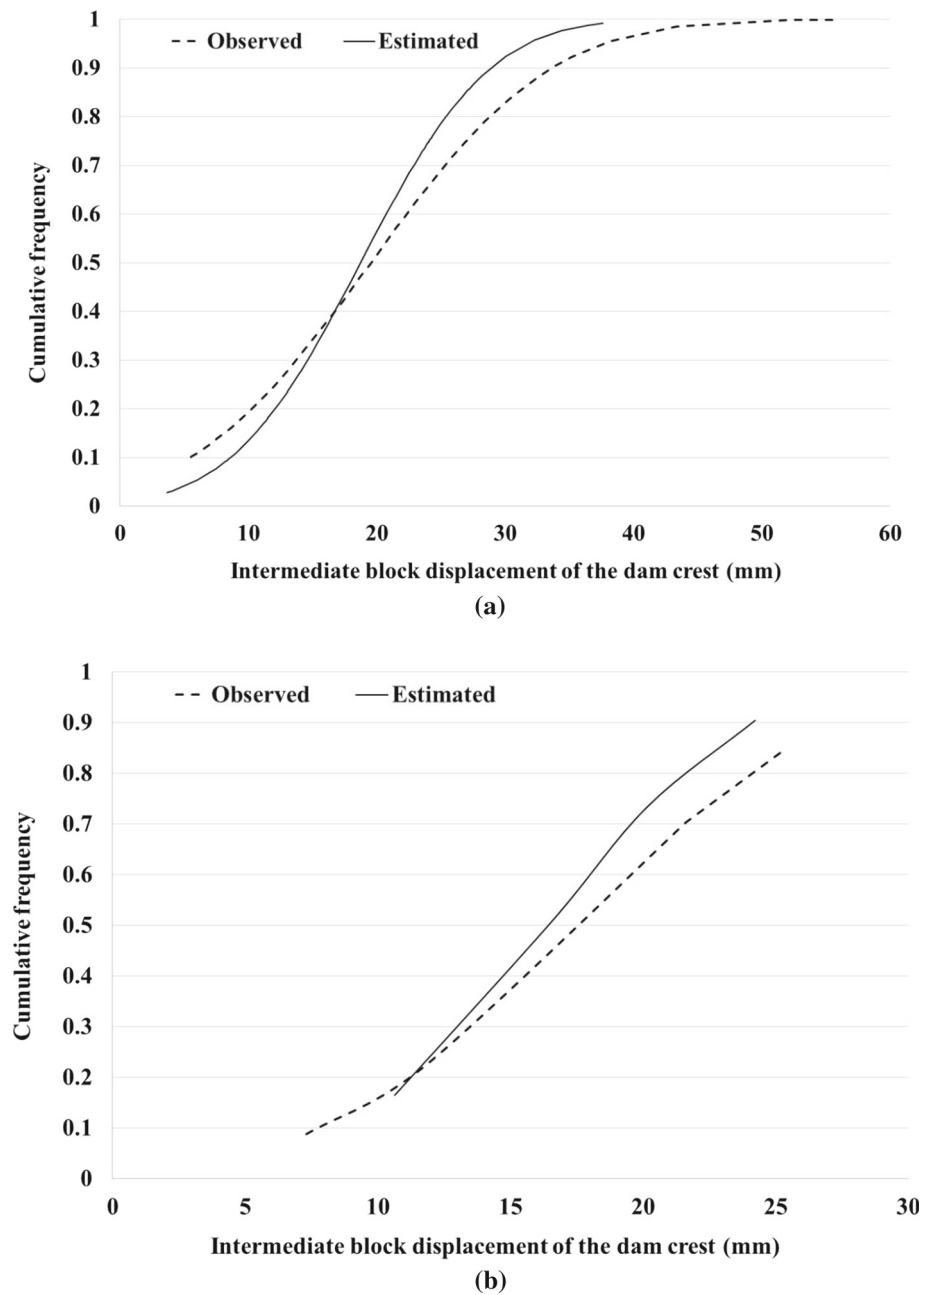 1
Observed Estimated
0.9
0.8
0.7
0.6
0.5
0.4
0.3
0.2
0.1
0
Cumulative frequency
0 10 20 30 40 50 60
Intermediate block displacement of the dam crest (mm)
(a)
1
Observed Estimated
0.9
0.8
0.7
0.6
0.5
0.4
0.3
0.2
0.1
0
Cumulative frequency
0 5 10 15 20 25 30
Intermediate block displacement of the dam crest (mm)
(b)